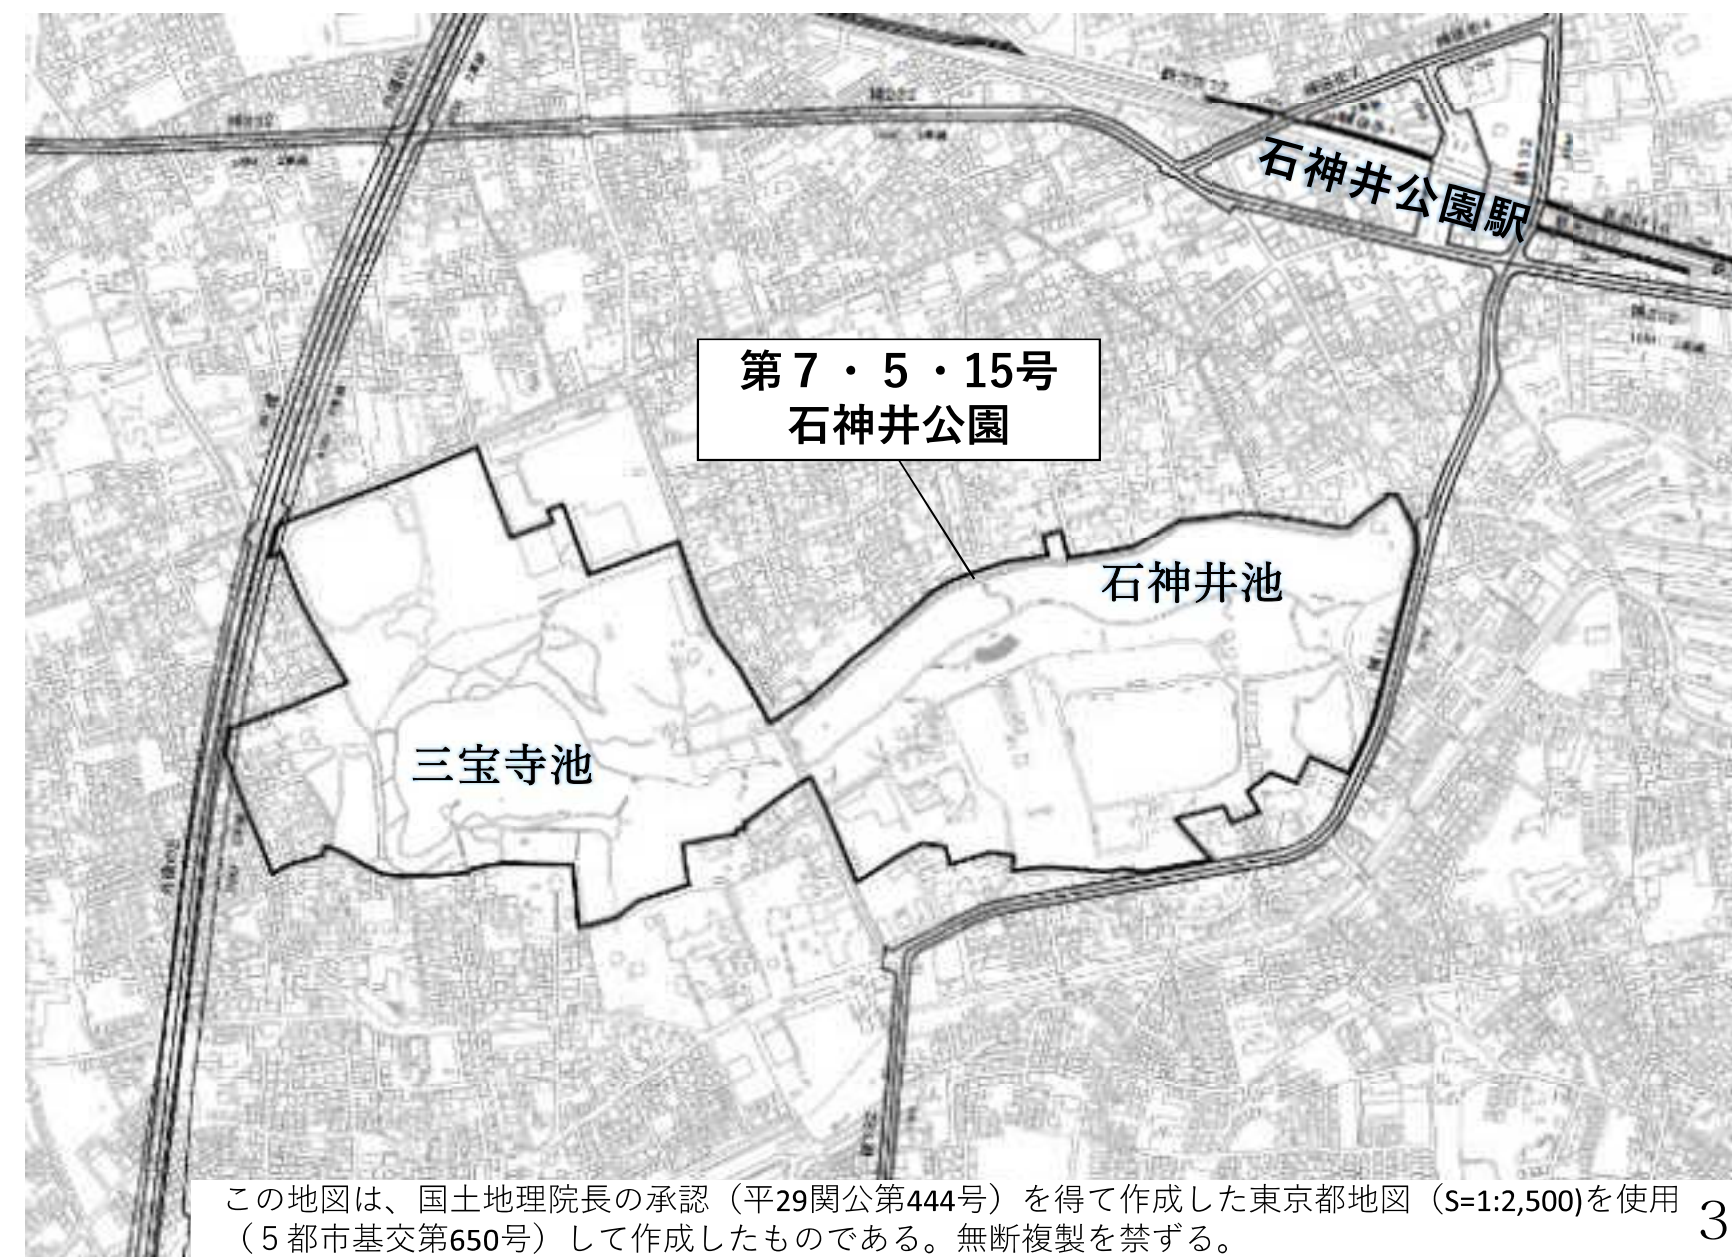 石神井公園駅
第７・５・15号
石神井公園
石神井池
三宝寺池
この地図は、国土地理院長の承認（平29関公第444号）を得て作成した東京都地図（S=1:2,500)を使用
（５都市基交第650号）して作成したものである。無断複製を禁ずる。
3